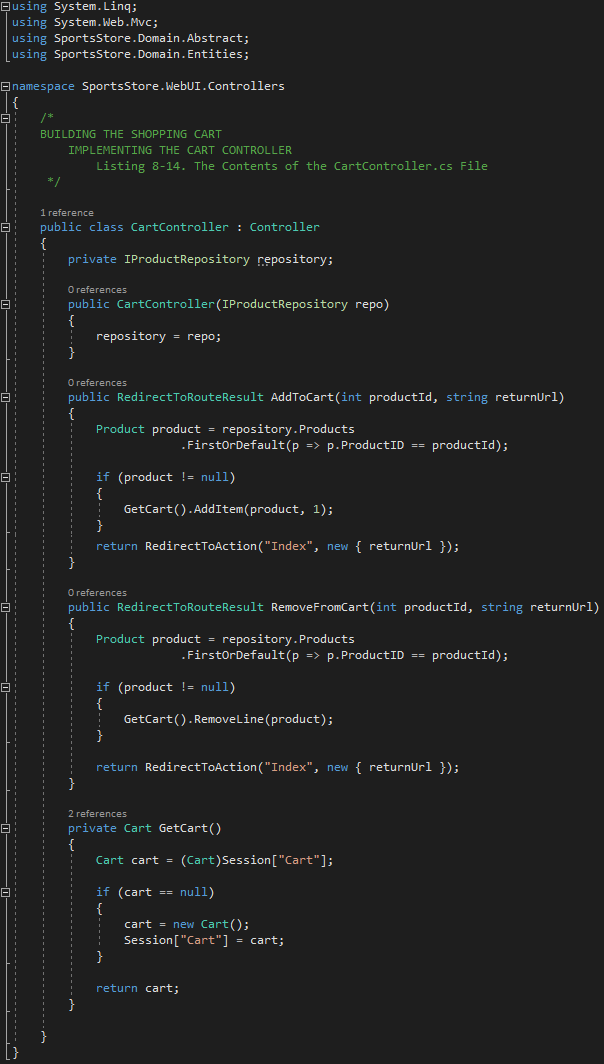 using System.Linq;
using System.Web.Mvc;
using SportsStore.Domain.Abstract;
using SportsStore.Domain.Entities;
namespace SportsStore.WebUI.Controllers
{
/*
BUILDING THE SHOPPING CART
IMPLEMENTING THE CART CONTROLLER
Listing 8-14. The Contents of the CartController.cs File
*/
1 reference
public class CartController : Controller
{
private IProductRepository repository;
0 references
public CartController(IProductRepository repo)
{
repository = repo;
}
0 references
public RedirectToRouteResult AddToCart(int productId, string returnUrl)
{
Product product = repository.Products
.FirstOrDefault(p => p.ProductID == productId);
if (product != null)
{
GetCart().AddItem(product, 1);
}
return RedirectToAction("Index", new { returnUrl });
}
0 references
public RedirectToRouteResult RemoveFromCart(int productId, string returnUrl)
{
Product product = repository.Products
.FirstOrDefault(p => p.ProductID == productId);
if (product != null)
{
GetCart().RemoveLine(product);
}
return RedirectToAction("Index", new { returnUrl });
}
2 references
private Cart GetCart()
{
Cart cart = (Cart)Session["Cart"];
if (cart == null)
{
cart = new Cart();
Session["Cart"] = cart;
}
return cart;
}
}
}